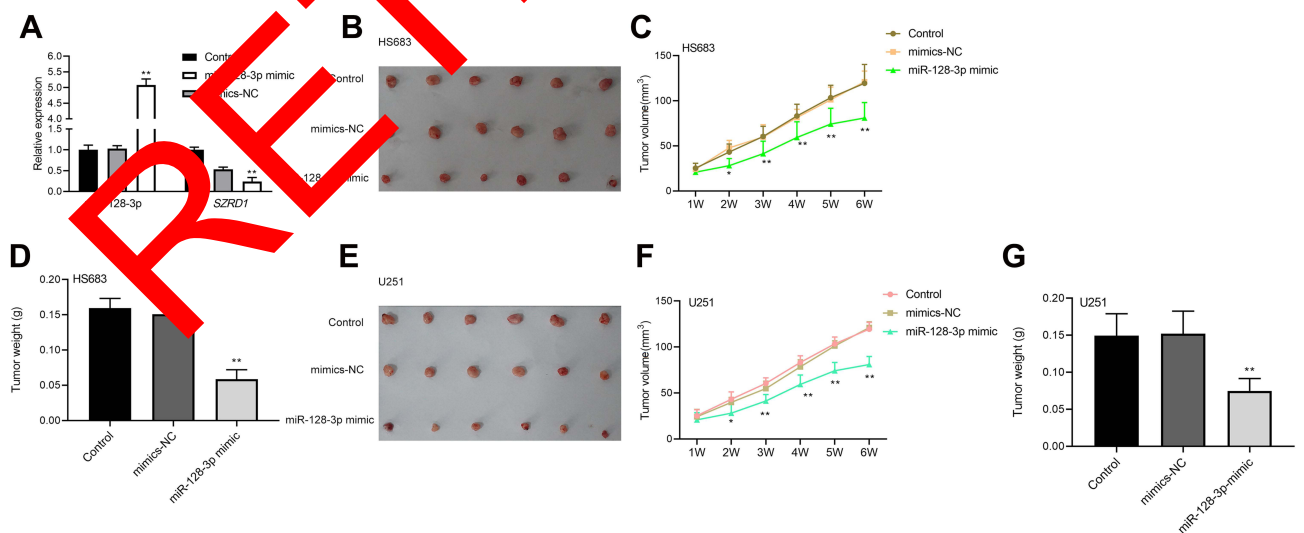 A
Control
miR-128-3p mimic
mimics-NC
Relative expression
6.0
5.5
5.0
4.5
4.0
1.5
1.0
0.5
0.0
**
**
128-3p
SZRD1
B
HS683
Control
mimics-NC
128-3p mimic
C
HS683
Control
mimics-NC
miR-128-3p mimic
Tumor volume(mm3)
150
100
50
0
* ** ** ** **
1W 2W 3W 4W 5W 6W
D
HS683
Tumor weight (g)
0.20
0.15
0.10
0.05
0.00
**
Control
mimics-NC
miR-128-3p mimic
E
U251
Control
mimics-NC
miR-128-3p mimic
F
U251
Control
mimics-NC
miR-128-3p mimic
Tumor volume(mm3)
150
100
50
0
* ** ** ** **
1W 2W 3W 4W 5W 6W
G
U251
Tumor weight (g)
0.20
0.15
0.10
0.05
0.00
**
Control
mimics-NC
miR-128-3p-mimic
RE